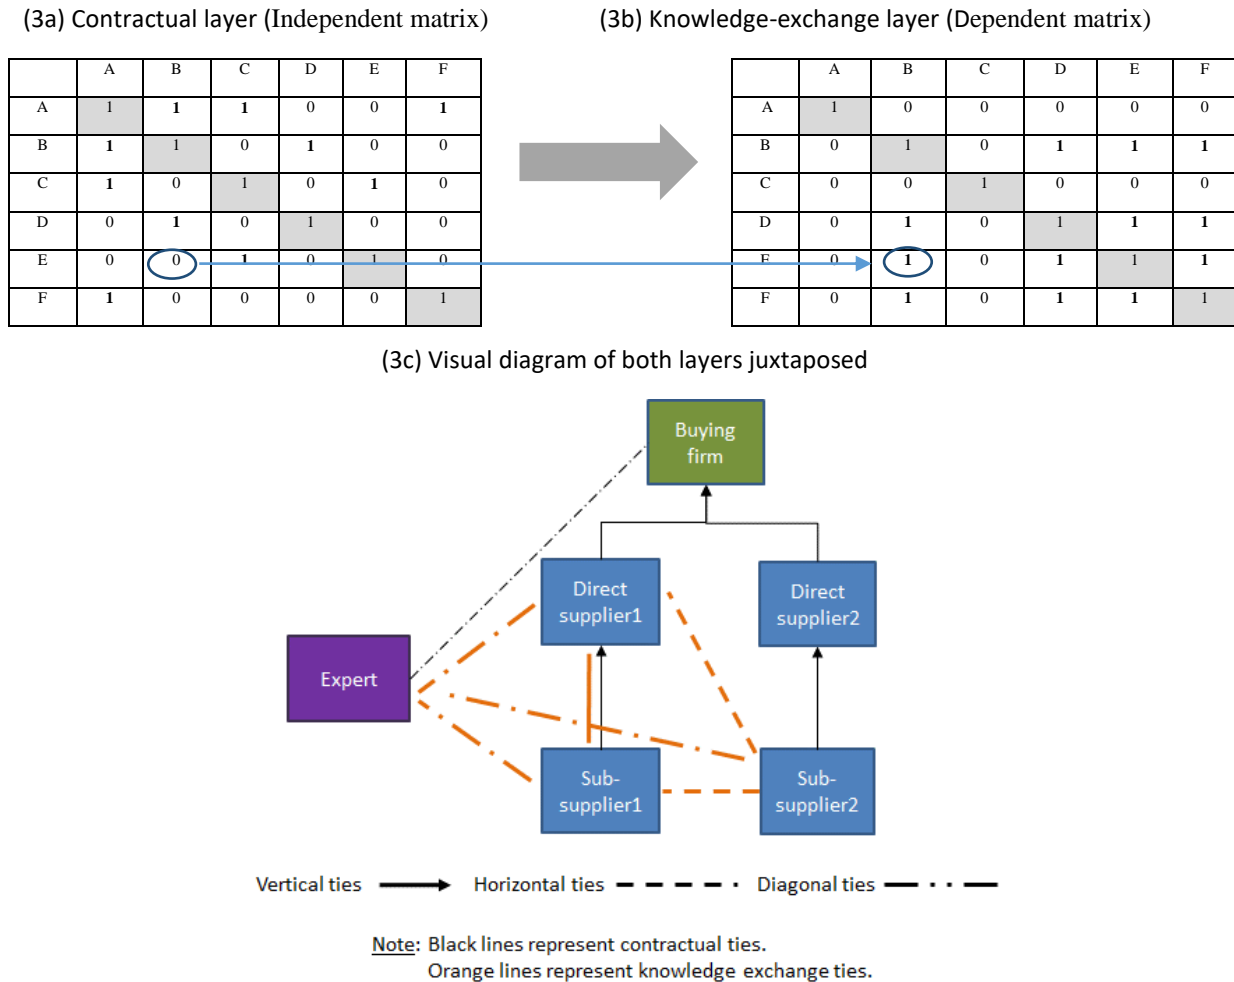 (3a) Contractual layer (Independent matrix)
(3b) Knowledge-exchange layer (Dependent matrix)
A B C D E F
A 1 1 1 0 0 1
B 1 1 0 1 0 0
C 1 0 1 0 1 0
D 0 1 0 1 0 0
E 0 0 1 0 1 0
F 1 0 0 0 0 1
A B C D E F
A 1 0 0 0 0 0
B 0 1 0 1 1 1
C 0 0 1 0 0 0
D 0 1 0 1 1 1
E 0 1 0 1 1 1
F 0 1 0 1 1 1
(3c) Visual diagram of both layers juxtaposed
Buying
firm
Direct
supplier1
Direct
supplier2
Expert
Sub-
supplier1
Sub-
supplier2
Vertical ties
Horizontal ties
Diagonal ties
Note: Black lines represent contractual ties.
Orange lines represent knowledge exchange ties.